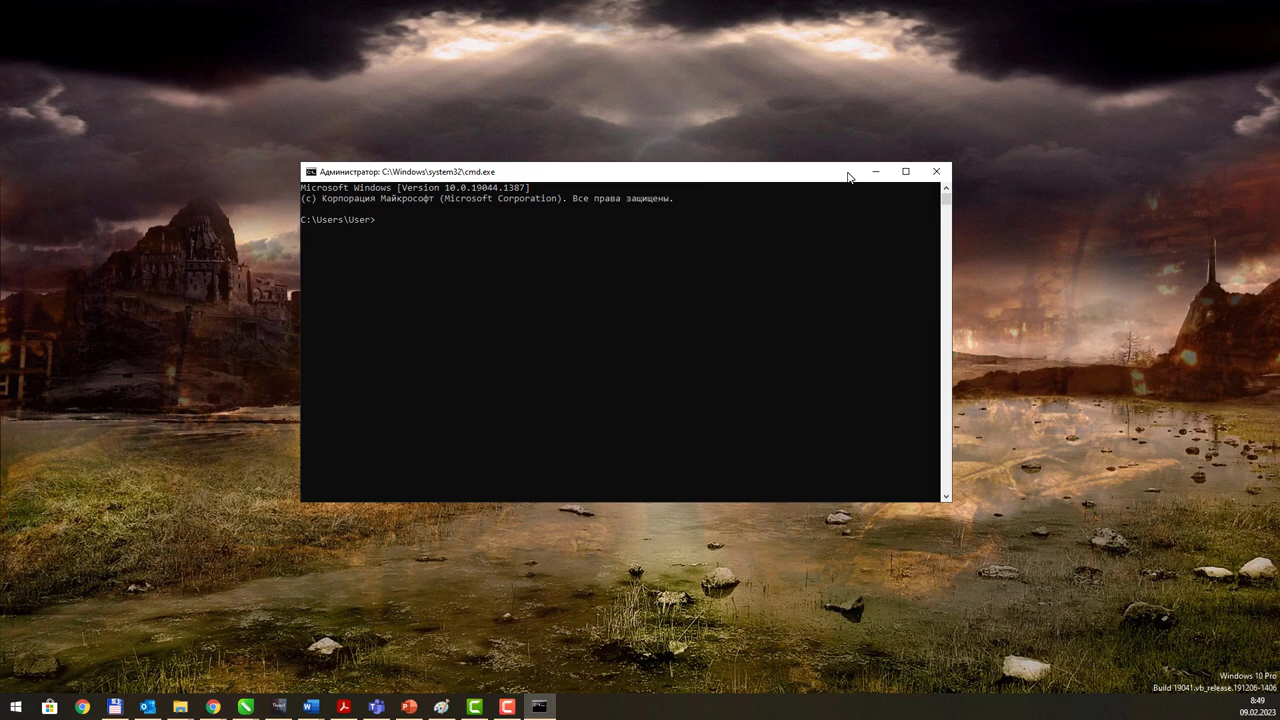 Администратор: C:\Windows\system32\cmd.exe
Microsoft Windows [Version 10.0.19044.1387]
(c) Корпорация Майкрософт (Microsoft Corporation). Все права защищены.
C:\Users\User>
Windows 10 Pro
Build 19041.vb_release.191206-1406
8:49
09.02.2023